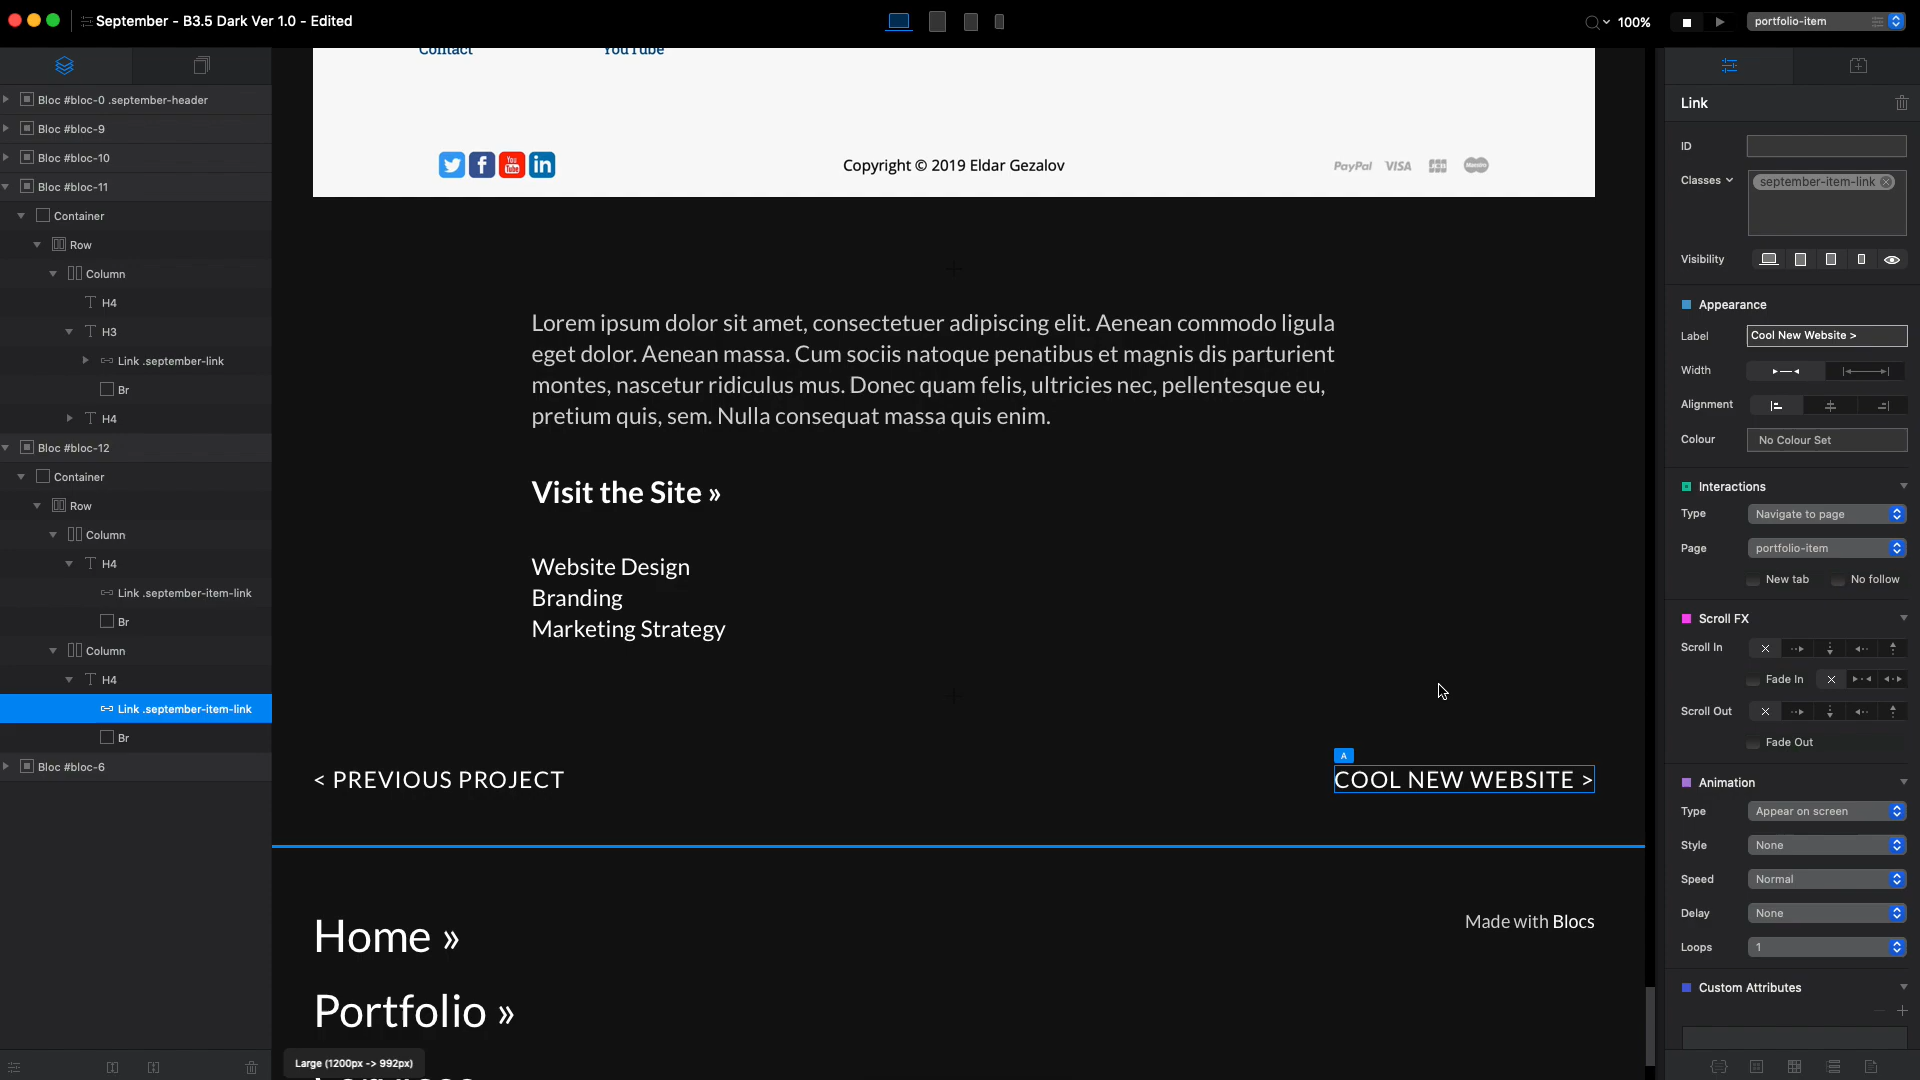 September - B3.5 Dark Ver 1.0 - Edited
100%
portfolio-item
Bloc #bloc-0 .september-header
Bloc #bloc-9
Bloc #bloc-10
Bloc #bloc-11
Container
Row
Column
H4
H3
Link .september-link
Br
H4
Bloc #bloc-12
Container
Row
Column
H4
Link .september-item-link
Br
Column
H4
Link .september-item-link
Br
Bloc #bloc-6
Contact
YouTube
You
Tube
Copyright © 2019 Eldar Gezalov
PayPal VISA
Lorem ipsum dolor sit amet, consectetuer adipiscing elit. Aenean commodo ligula
eget dolor. Aenean massa. Cum sociis natoque penatibus et magnis dis parturient
montes, nascetur ridiculus mus. Donec quam felis, ultricies nec, pellentesque eu,
pretium quis, sem. Nulla consequat massa quis enim.
Visit the Site »
Website Design
Branding
Marketing Strategy
A
< PREVIOUS PROJECT
COOL NEW WEBSITE >
Home »
Made with Blocs
Portfolio »
Large (1200px -> 992px)
Link
ID
Classes
september-item-link
Visibility
Appearance
Label
Cool New Website >
Width
Alignment
Colour
No Colour Set
Interactions
Type
Navigate to page
Page
portfolio-item
New tab
No follow
Scroll FX
Scroll In
Fade In
Scroll Out
Fade Out
Animation
Type
Appear on screen
Style
None
Speed
Normal
Delay
None
Loops
1
Custom Attributes